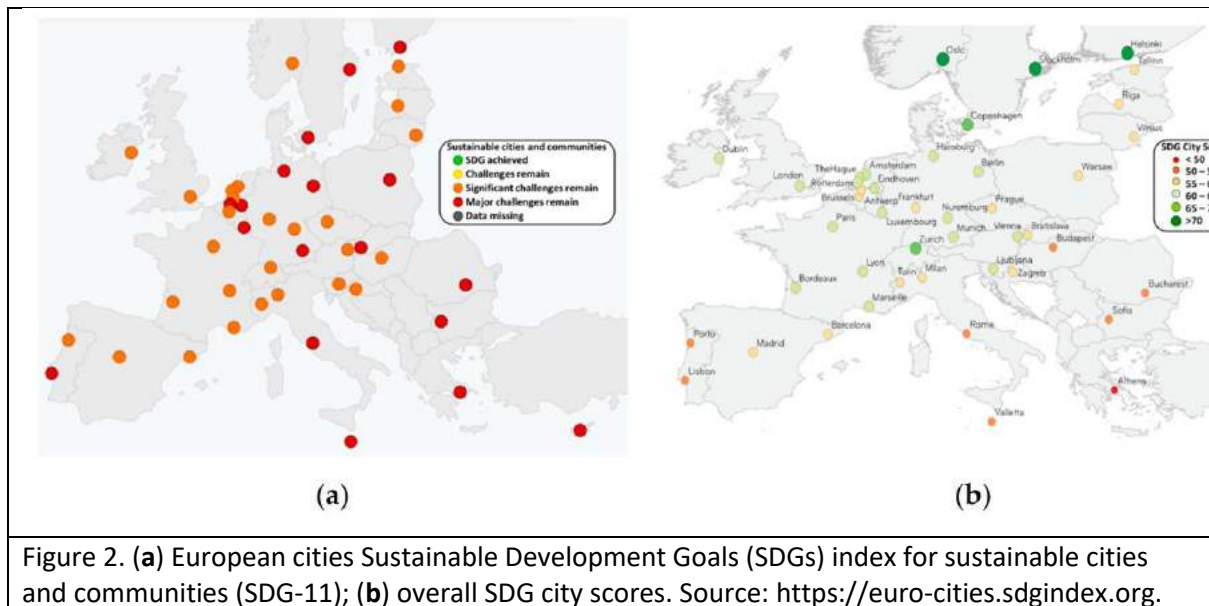 Sustainable cities and communities
SDG achieved
Challenges remain
Significant challenges remain
Major challenges remain
Data missing
(a)
Oslo
Helsinki
Stockholm
Tallinn
Riga
Copenhagen
Vilnius
Dublin
Hamburg
SDG City S
< 50
50 –
55 –
60 –
65 – 7
>70
TheHague
Amsterdam
Berlin
London
Rotterdam
Eindhoven
Warsaw
Brussels
Antwerp
Frankfurt
Prague
Paris
Luxembourg
Nuremburg
Munich
Vienna
Bratislava
Budapest
Zurich
Lyon
Turin
Milan
Ljubljana
Zagreb
Bordeaux
Bucharest
Marseille
Sofia
Porto
Barcelona
Rome
Madrid
Lisbon
Athens
Valletta
(b)
Figure 2. (a) European cities Sustainable Development Goals (SDGs) index for sustainable cities
and communities (SDG-11); (b) overall SDG city scores. Source: https://euro-cities.sdgindex.org.